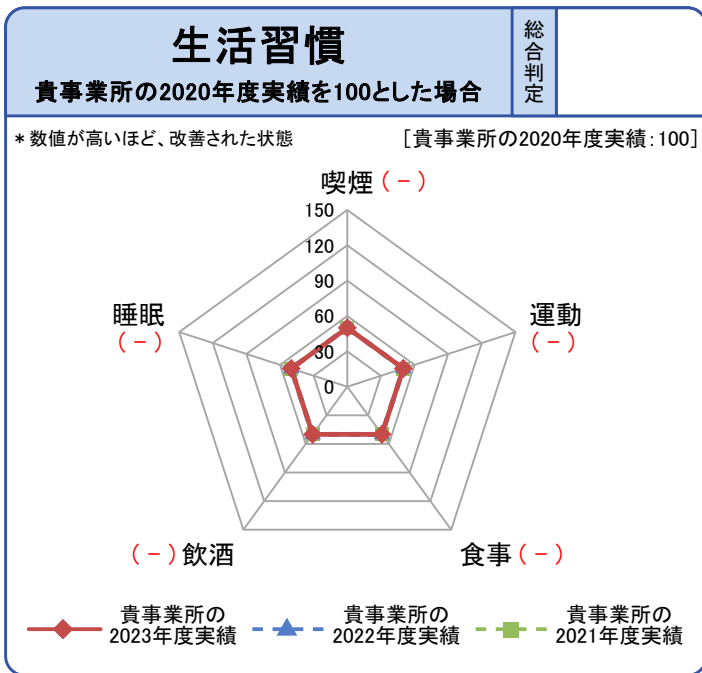 生活習慣
貴事業所の2020年度実績を100とした場合
総合判定
*数値が高いほど、改善された状態
[貴事業所の2020年度実績:100]
喫煙(-)
150
120
90
60
30
0
睡眠
(-)
運動
(-)
(-)飲酒
食事(-)
貴事業所の
2023年度実績
貴事業所の
2022年度実績
貴事業所の
2021年度実績